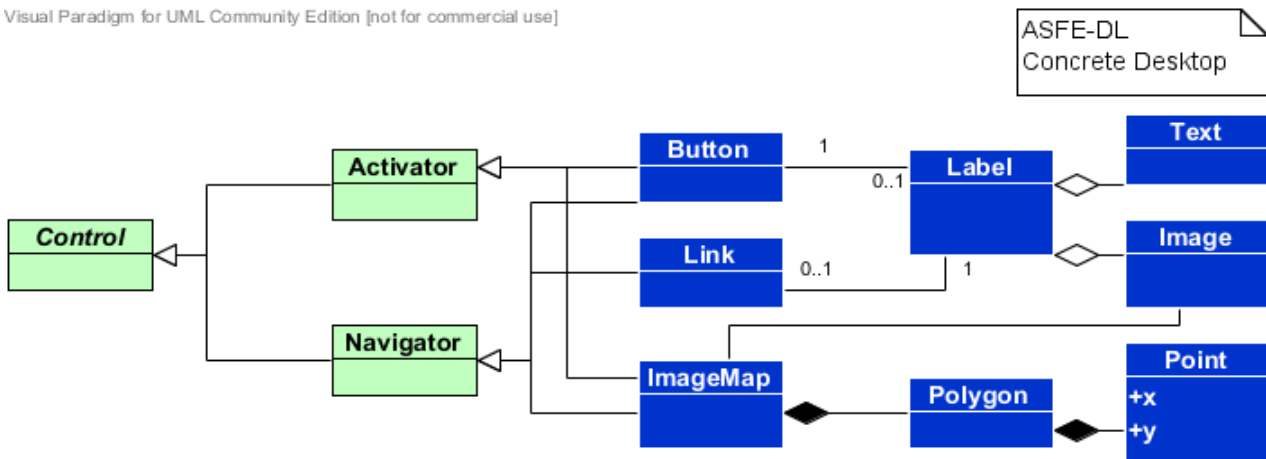 Visual Paradigm for UML Community Edition [not for commercial use]
ASFE-DL
Concrete Desktop
Control
Activator
Navigator
Button
1
0..1
Label
Text
Link
0..1
1
Image
ImageMap
Polygon
Point
+x
+y